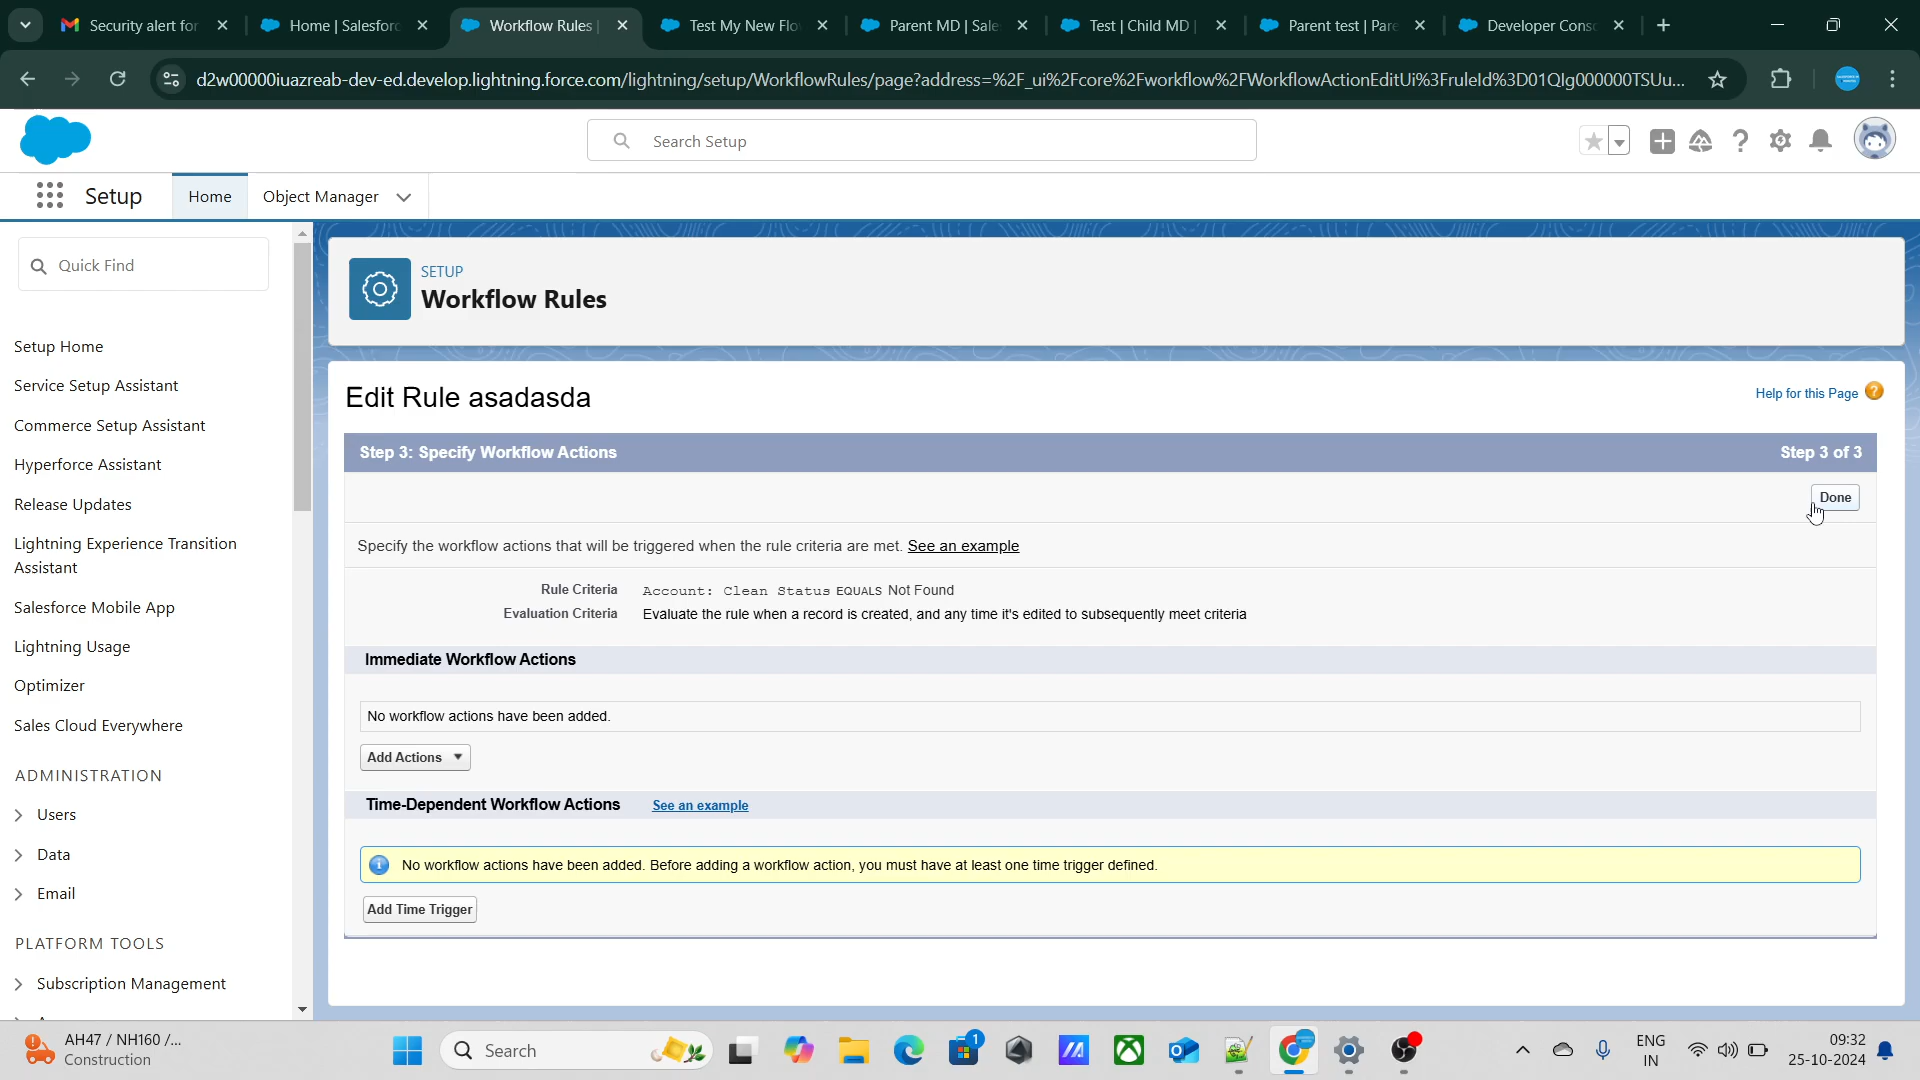 Security alert for
Home | Salesforc
Workflow Rules |
Test My New Flo
Parent MD | Sale
Test | Child MD |
Parent test | Pare
Developer Cons
d2w00000iuazreab-dev-ed.develop.lightning.force.com/lightning/setup/WorkflowRules/page?address=%2F_ui%2Fcore%2Fworkflow%2FWorkflowActionEditUi%3FruleId%3D01QIg000000TSUu...
Search Setup
Setup
Home
Object Manager
Quick Find
Setup Home
Service Setup Assistant
Commerce Setup Assistant
Hyperforce Assistant
Release Updates
Lightning Experience Transition
Assistant
Salesforce Mobile App
Lightning Usage
Optimizer
Sales Cloud Everywhere
ADMINISTRATION
Users
Data
Email
PLATFORM TOOLS
Subscription Management
SETUP
Workflow Rules
Edit Rule asadasda
Help for this Page
Step 3: Specify Workflow Actions
Step 3 of 3
Done
Specify the workflow actions that will be triggered when the rule criteria are met. See an example
Rule Criteria
Account: Clean Status EQUALS Not Found
Evaluation Criteria
Evaluate the rule when a record is created, and any time it's edited to subsequently meet criteria
Immediate Workflow Actions
No workflow actions have been added.
Add Actions
Time-Dependent Workflow Actions
See an example
No workflow actions have been added. Before adding a workflow action, you must have at least one time trigger defined.
Add Time Trigger
AH47 / NH160 /...
Construction
Search
1
ENG
IN
09:32
25-10-2024